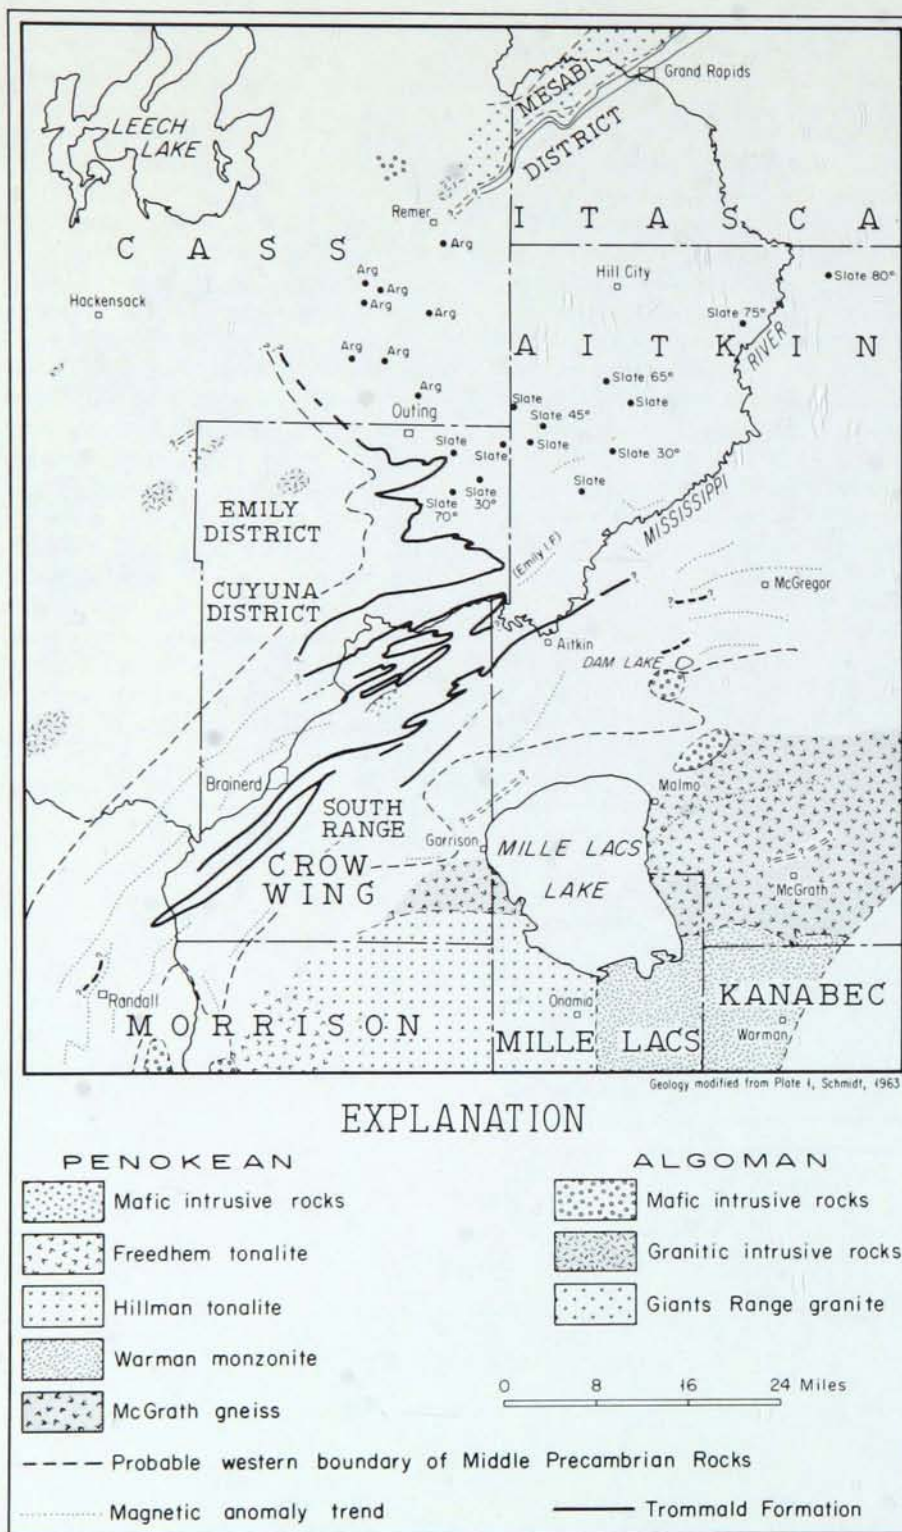 MESABI
Grand Rapids
LEECH
LAKE
DISTRICT
Remer
ITASCA
Arg
CASS
Hill City
Slate 80°
Arg
Arg
Hackensack
Arg
Arg
Slate 75°
AITKIN
RIVER
Arg
Arg
Slate 65°
Arg
Slate
Slate
Outing
Slate 45°
Slate
Slate
Slate
Slate 30°
Slate
70°
Slate
30°
Slate
MISSISSIPPI
EMILY
DISTRICT
(Emily I.F)
?
CUYUNA
DISTRICT
McGregor
? ?
Aitkin
DAM LAKE
?
Brainerd
SOUTH
RANGE
Malmo
Garrison
MILLE LACS
LAKE
CROW
WING
McGrath
Randall
MORRISON
Onamia
KANABEC
Warman
MILLE LACS
Geology modified from Plate 1, Schmidt, 1963
EXPLANATION
PENOKEAN
Mafic intrusive rocks
Freedhem tonalite
Hillman tonalite
Warman monzonite
McGrath gneiss
ALGOMAN
Mafic intrusive rocks
Granitic intrusive rocks
Giants Range granite
0 8 16 24 Miles
Probable western boundary of Middle Precambrian Rocks
Magnetic anomaly trend
Trommald Formation